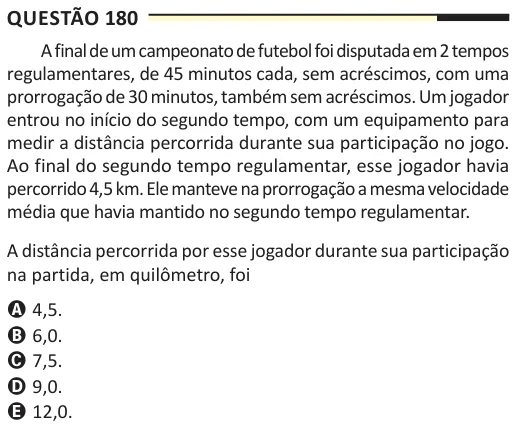 QUESTÃO 180
A final de um campeonato de futebol foi disputada em 2 tempos
regulamentares, de 45 minutos cada, sem acréscimos, com uma
prorrogação de 30 minutos, também sem acréscimos. Um jogador
entrou no início do segundo tempo, com um equipamento para
medir a distância percorrida durante sua participação no jogo.
Ao final do segundo tempo regulamentar, esse jogador havia
percorrido 4,5 km. Ele manteve na prorrogação a mesma velocidade
média que havia mantido no segundo tempo regulamentar.
A distância percorrida por esse jogador durante sua participação
na partida, em quilômetro, foi
A 4,5.
B 6,0.
C 7,5.
D 9,0.
E 12,0.